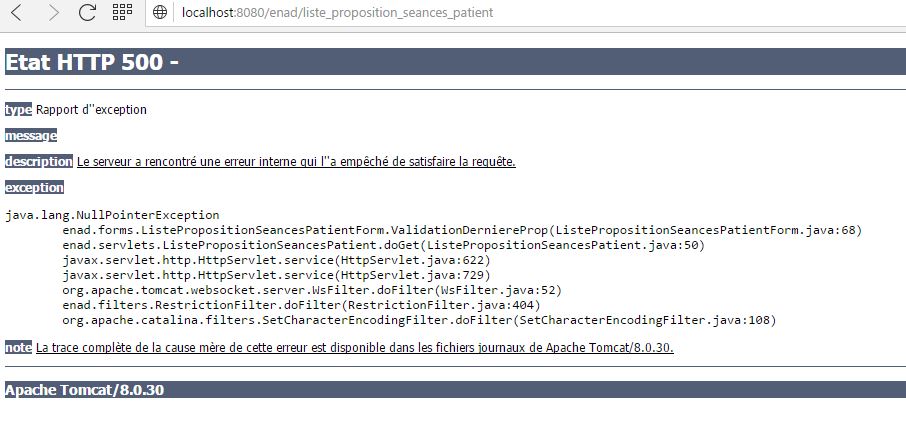 localhost:8080/enad/liste_proposition_seances_patient
Etat HTTP 500 -
type Rapport d''exception
message
description Le serveur a rencontré une erreur interne qui l''a empêché de satisfaire la requête.
exception
java.lang.NullPointerException
enad.forms.ListePropositionSeancesPatientForm.ValidationDerniereProp(ListePropositionSeancesPatientForm.java:68)
enad.servlets.ListePropositionSeancesPatient.doGet(ListePropositionSeancesPatient.java:50)
javax.servlet.http.HttpServlet.service(HttpServlet.java:622)
javax.servlet.http.HttpServlet.service(HttpServlet.java:729)
org.apache.tomcat.websocket.server.WsFilter.doFilter(WsFilter.java:52)
enad.filters.RestrictionFilter.doFilter(RestrictionFilter.java:404)
org.apache.catalina.filters.SetCharacterEncodingFilter.doFilter(SetCharacterEncodingFilter.java:108)
note La trace complète de la cause mère de cette erreur est disponible dans les fichiers journaux de Apache Tomcat/8.0.30.
Apache Tomcat/8.0.30